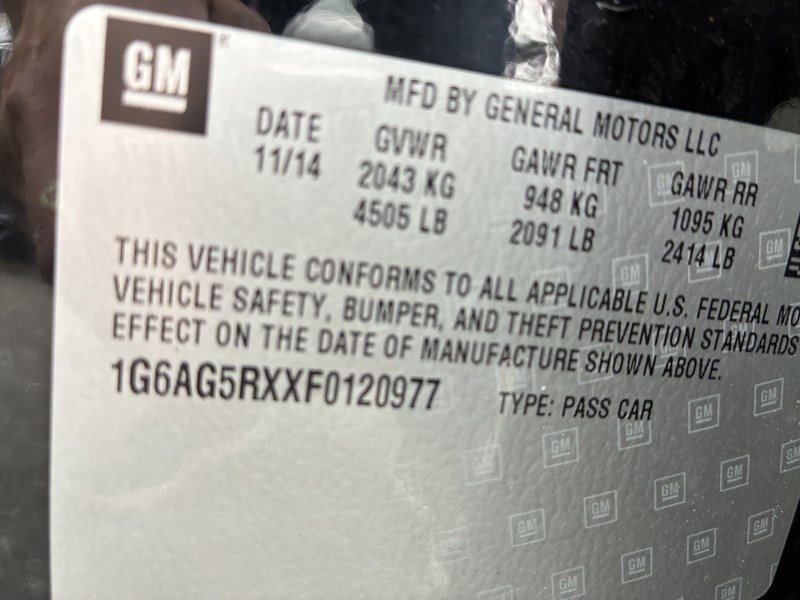 GM
MFD BY GENERAL MOTORS LLC
DATE GVWR GAWR FRT GAWR RR
11/14 2043 KG 948 KG 1095 KG
4505 LB 2091 LB 2414 LB
THIS VEHICLE CONFORMS TO ALL APPLICABLE U.S. FEDERAL MO
VEHICLE SAFETY, BUMPER, AND THEFT PREVENTION STANDARDS
EFFECT ON THE DATE OF MANUFACTURE SHOWN ABOVE.
1G6AG5RXXF0120977 TYPE: PASS CAR